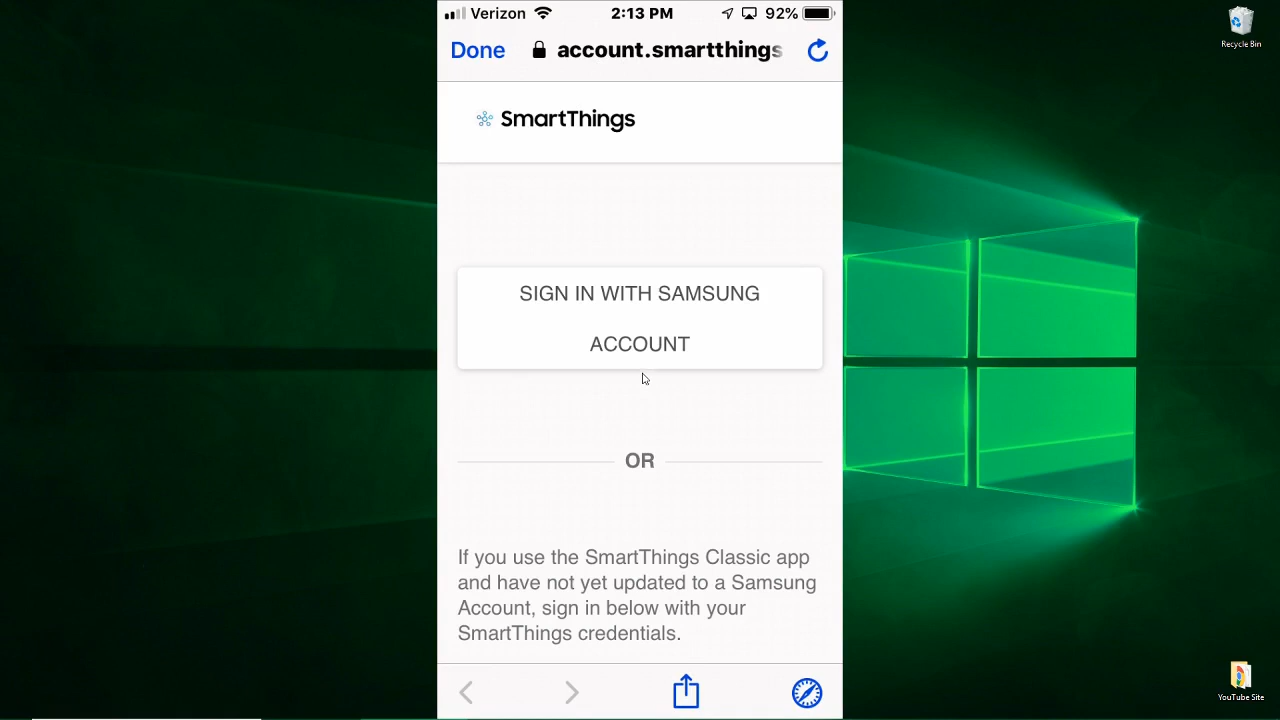 Verizon 2:13 PM 92%
Done account.smartthings
SmartThings
SIGN IN WITH SAMSUNG
ACCOUNT
OR
If you use the SmartThings Classic app
and have not yet updated to a Samsung
Account, sign in below with your
SmartThings credentials.
Recycle Bin
YouTube Site